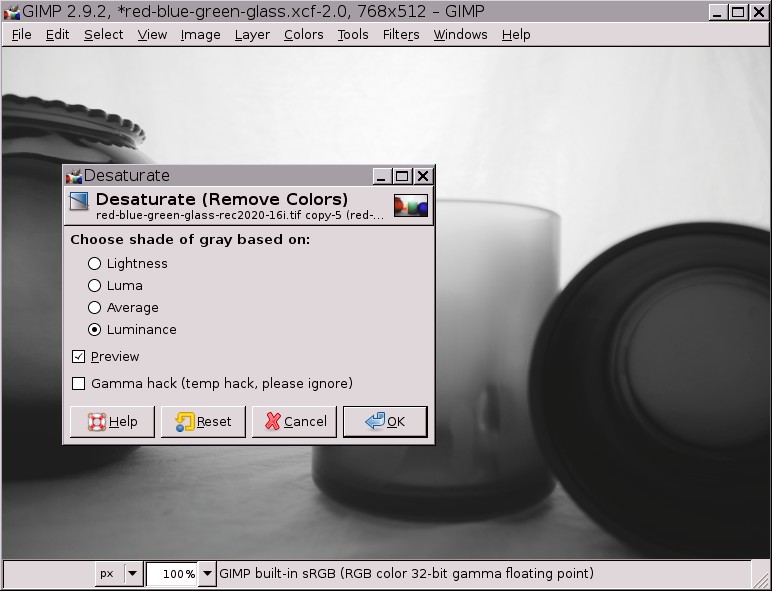 GIMP 2.9.2, *red-blue-green-glass.xcf-2.0, 768x512 – GIMP
File Edit Select View Image Layer Colors Tools Filters Windows Help
Desaturate
Desaturate (Remove Colors)
red-blue-green-glass-rec2020-16i.tif copy-5 (red-...
Choose shade of gray based on:
Lightness
Luma
Average
Luminance
Preview
Gamma hack (temp hack, please ignore)
Help Reset Cancel OK
px 100% GIMP built-in sRGB (RGB color 32-bit gamma floating point)